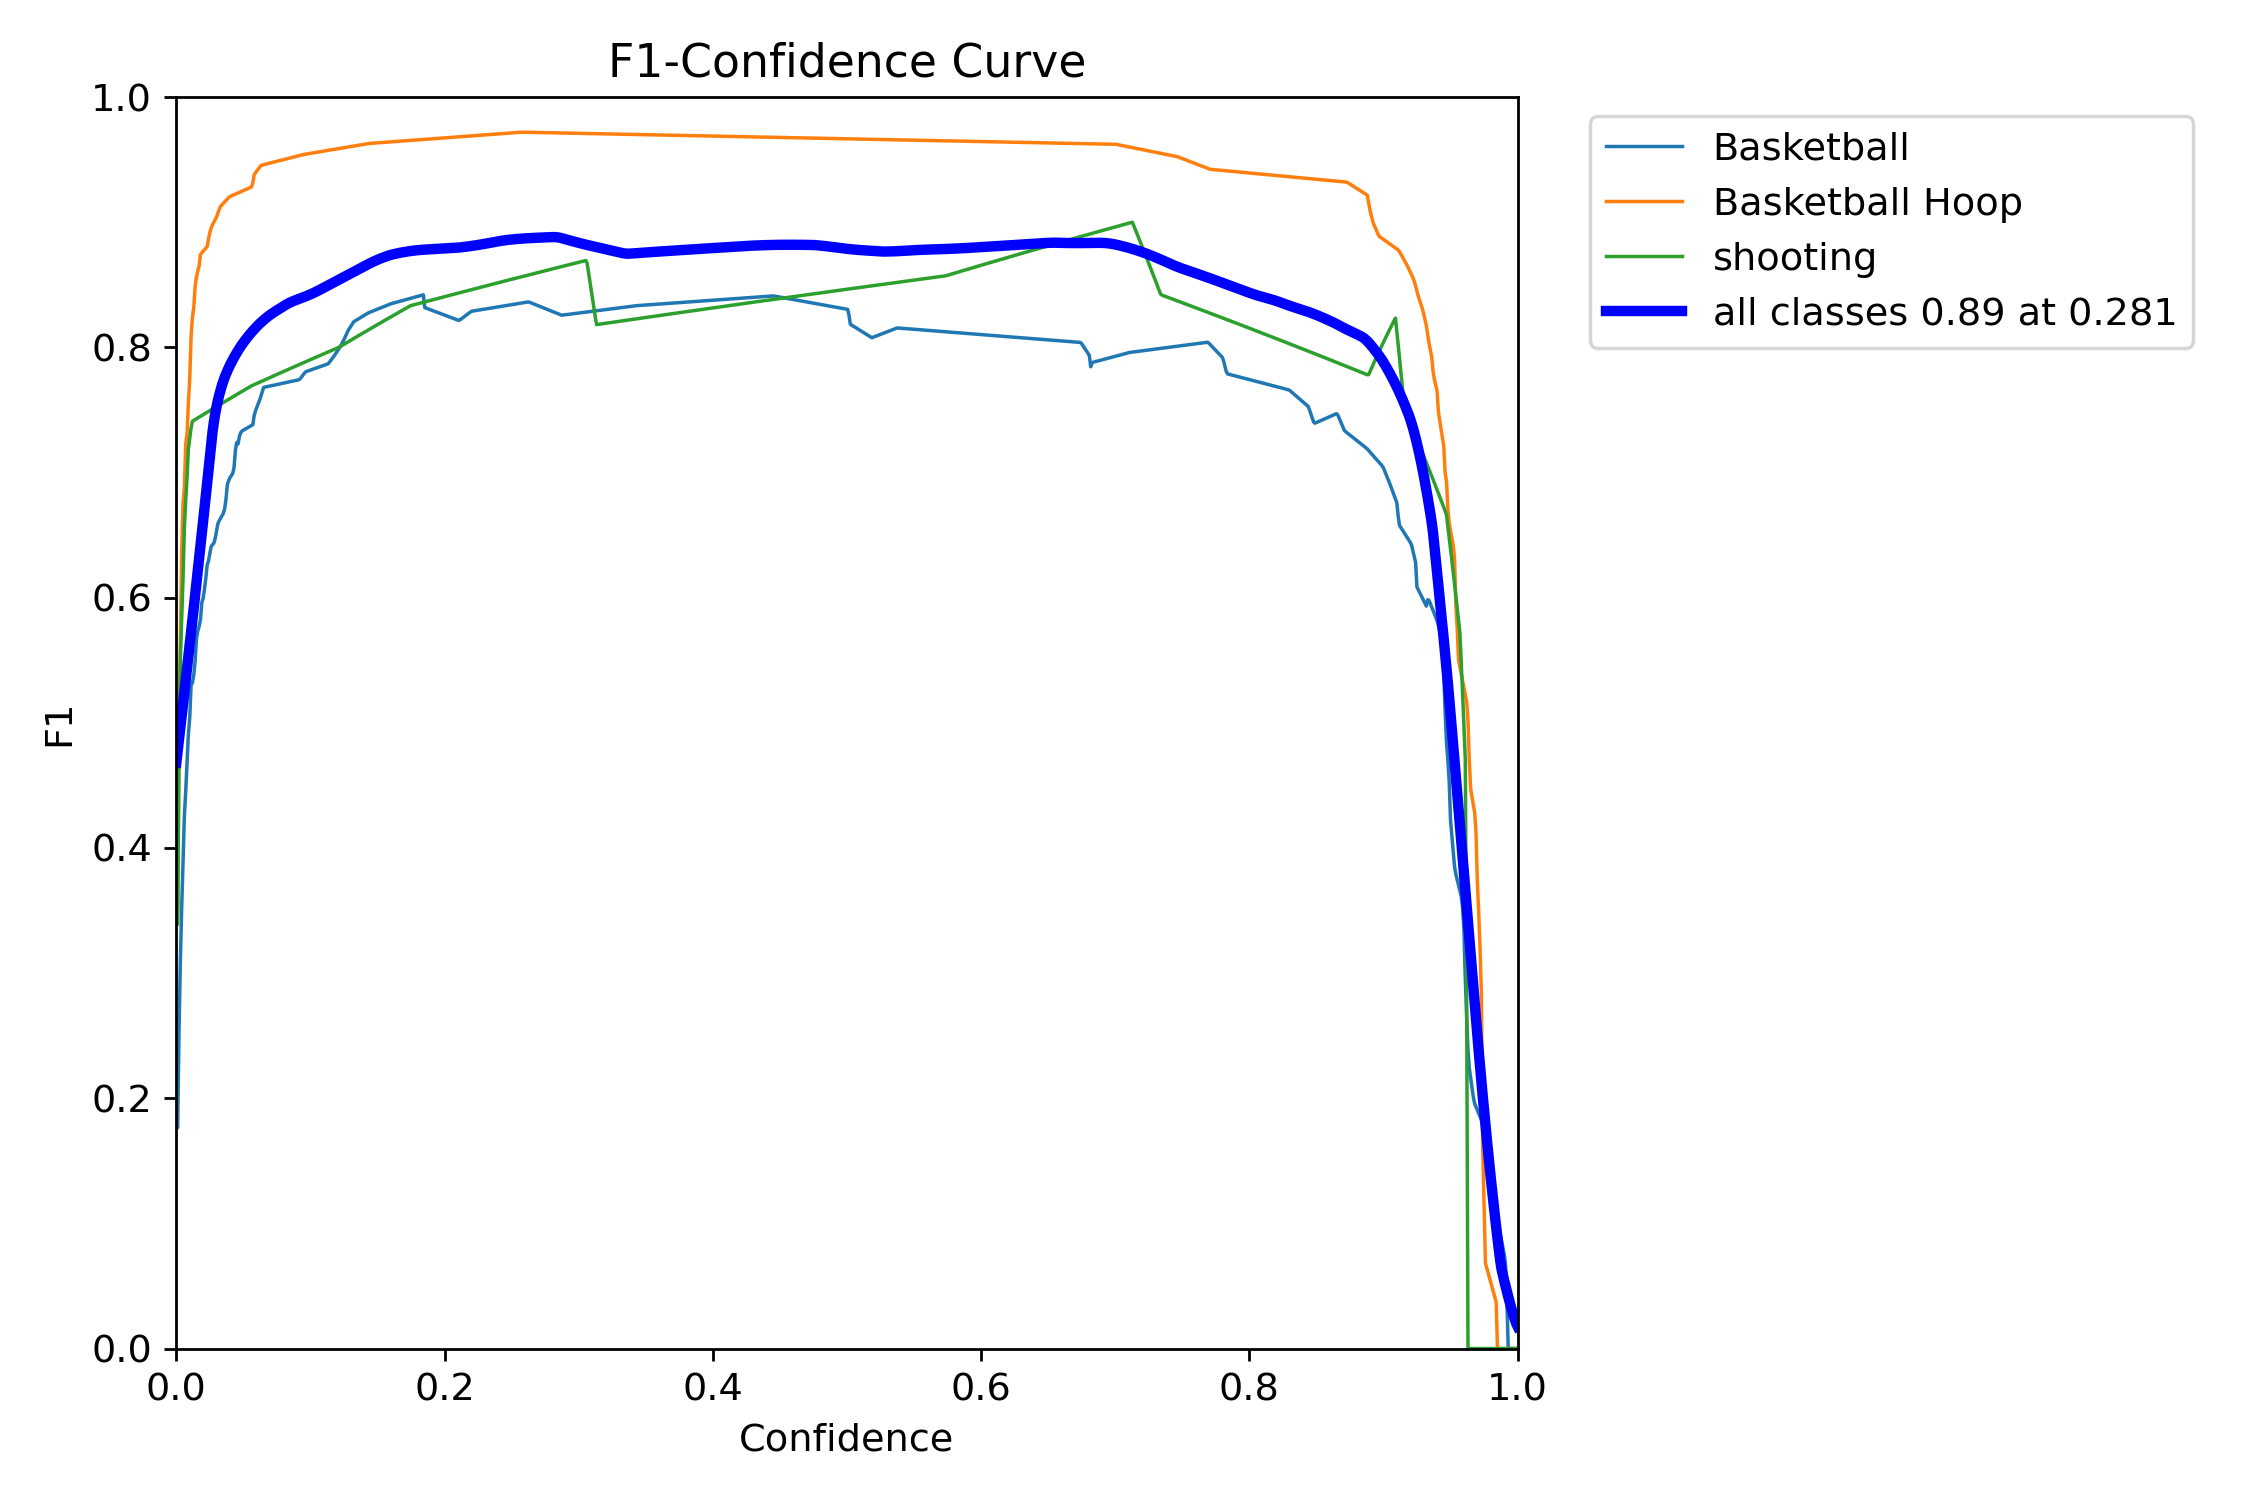 F1-Confidence Curve
1.0
0.8
0.6
0.4
0.2
0.0
F1
0.0 0.2 0.4 0.6 0.8 1.0
Confidence
Basketball
Basketball Hoop
shooting
all classes 0.89 at 0.281